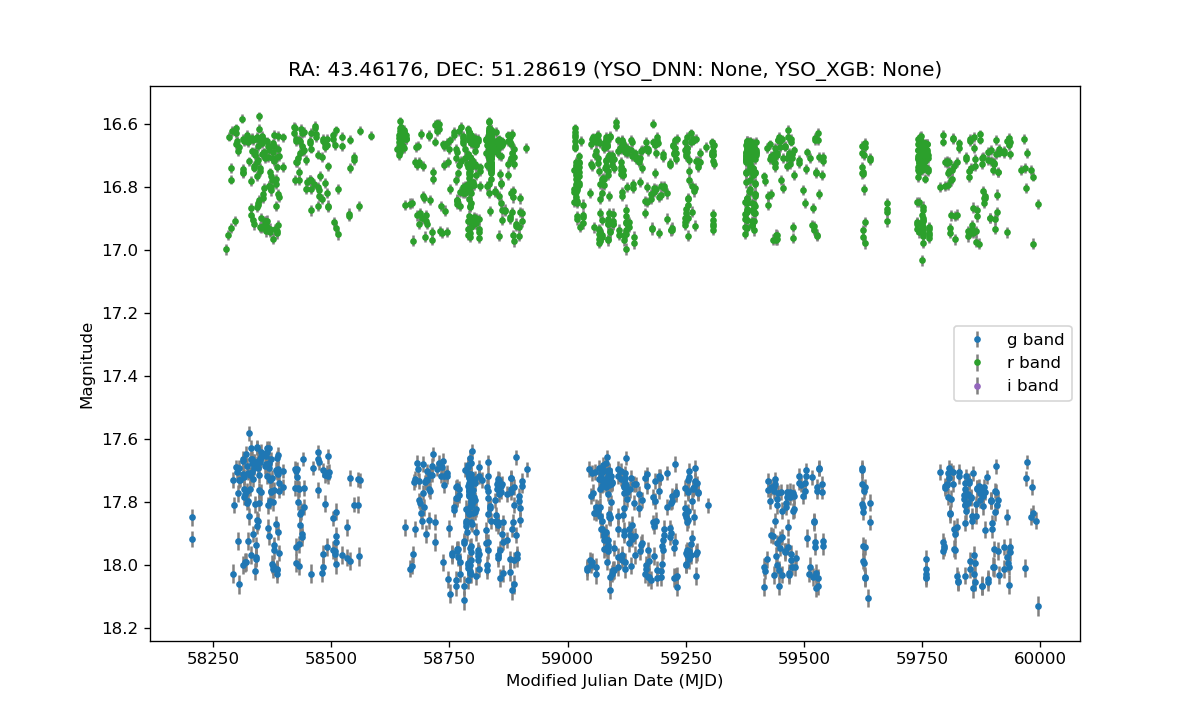 RA: 43.46176, DEC: 51.28619 (YSO_DNN: None, YSO_XGB: None)
16.6
16.8
17.0
17.2
17.4
17.6
17.8
18.0
18.2
Magnitude
g band
r band
i band
58250 58500 58750 59000 59250 59500 59750 60000
Modified Julian Date (MJD)